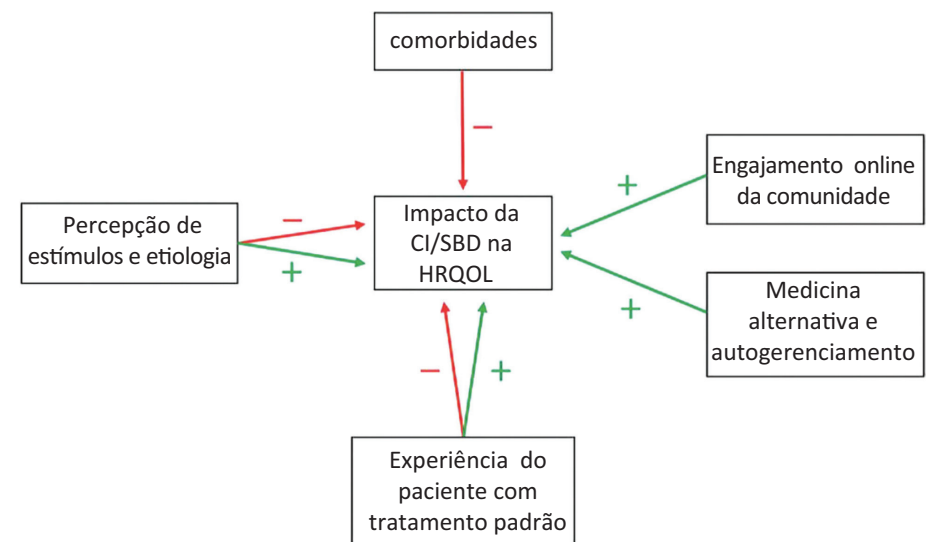 comorbidades
−
Engajamento online
da comunidade
+
Percepção de
estímulos e etiologia
−
+
Impacto da
CI/SBD na
HRQOL
Medicina
alternativa e
autogerenciamento
+
−
+
Experiência do
paciente com
tratamento padrão